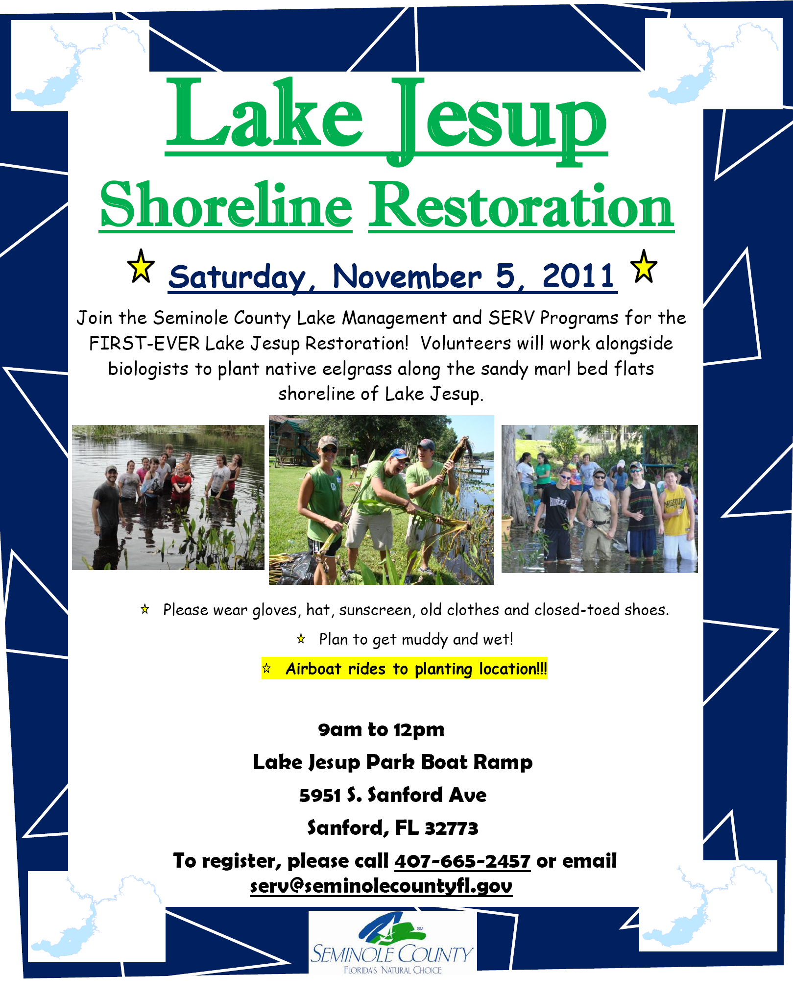 Lake Jesup
Shoreline Restoration
Saturday, November 5, 2011
Join the Seminole County Lake Management and SERV Programs for the
FIRST-EVER Lake Jesup Restoration! Volunteers will work alongside
biologists to plant native eelgrass along the sandy marl bed flats
shoreline of Lake Jesup.
MISSOURI
Please wear gloves, hat, sunscreen, old clothes and closed-toed shoes.
Plan to get muddy and wet!
Airboat rides to planting location!!!
9am to 12pm
Lake Jesup Park Boat Ramp
5951 S. Sanford Ave
Sanford, FL 32773
To register, please call 407-665-2457 or email
serv@seminolecountyfl.gov
SM
SEMINOLE COUNTY
FLORIDA'S NATURAL CHOICE